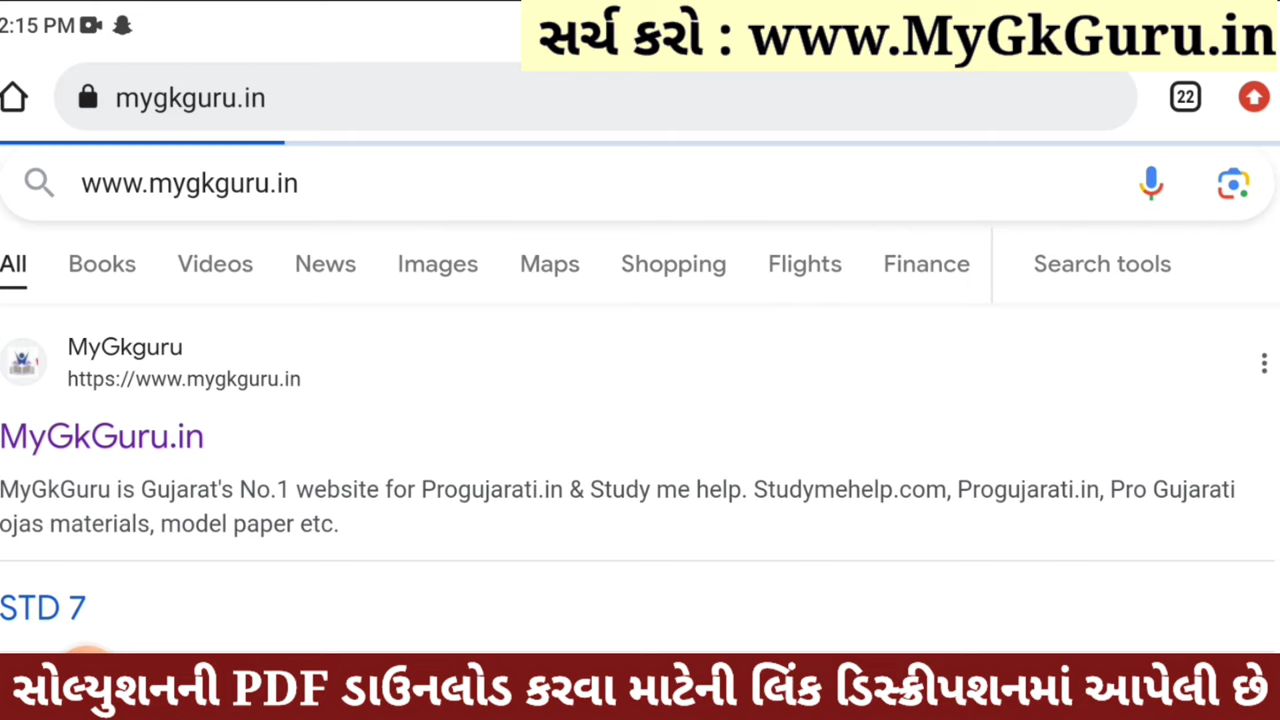 2:15 PM
સર્ચ કરો : www.MyGkGuru.in
mygkguru.in
22
www.mygkguru.in
All Books Videos News Images Maps Shopping Flights Finance Search tools
MyGkguru
https://www.mygkguru.in
MyGkGuru.in
MyGkGuru is Gujarat's No.1 website for Progujarati.in & Study me help. Studymehelp.com, Progujarati.in, Pro Gujarati
ojas materials, model paper etc.
STD 7
સોલ્યુશનની PDF ડાઉનલોડ કરવા માટેની લિંક ડિસ્ક્રીપશનમાં આપેલી છે